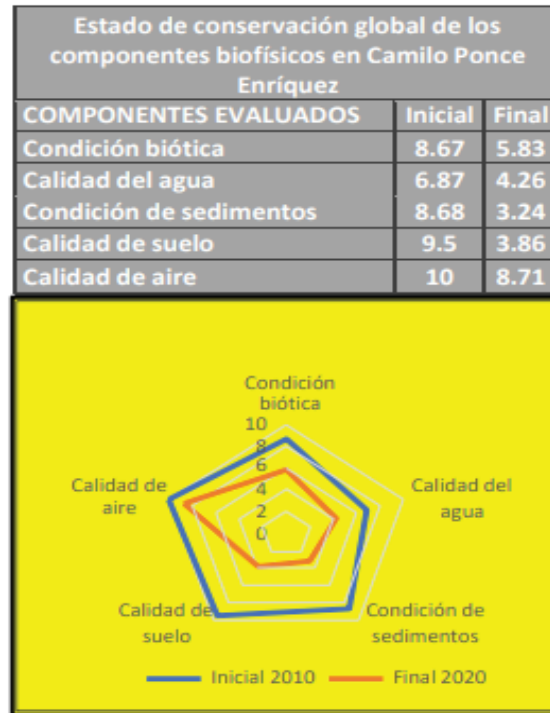 Estado de conservación global de los
componentes biofísicos en Camilo Ponce
Enríquez
COMPONENTES EVALUADOS Inicial Final
Condición biótica 8.67 5.83
Calidad del agua 6.87 4.26
Condición de sedimentos 8.68 3.24
Calidad de suelo 9.5 3.86
Calidad de aire 10 8.71
Condición
biótica
10
8
6
4
2
0
Calidad del
agua
Condición de
sedimentos
Calidad de
suelo
Calidad de
aire
Inicial 2010 Final 2020